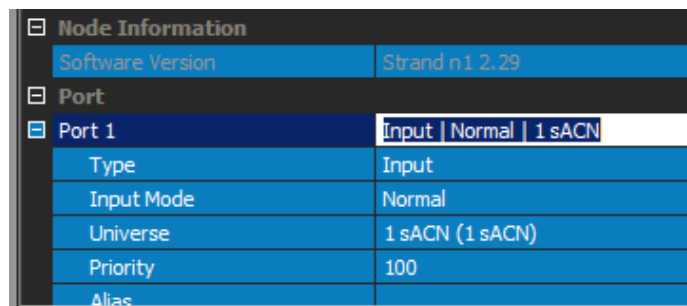 Node Information
Software Version Strand n1 2.29
Port
Port 1 Input | Normal | 1 sACN
Type Input
Input Mode Normal
Universe 1 sACN (1 sACN)
Priority 100
Alias